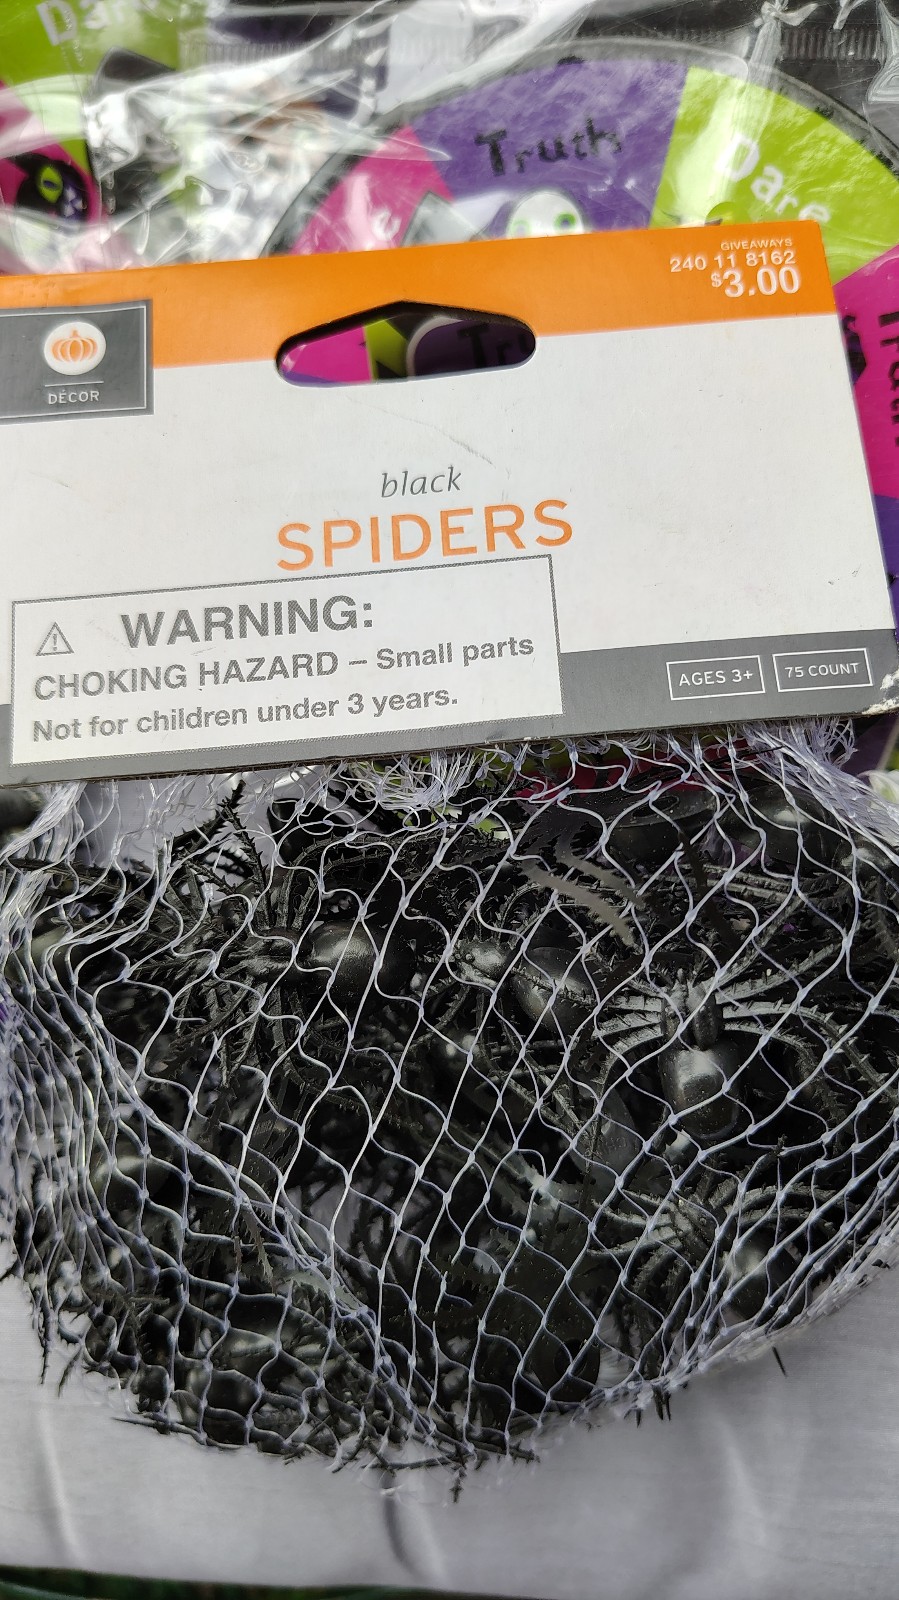 Dare
Truth
Dare
GIVEAWAYS
240 11 8162
$3.00
DÉCOR
black
SPIDERS
⚠ WARNING:
CHOKING HAZARD – Small parts
Not for children under 3 years.
AGES 3+
75 COUNT